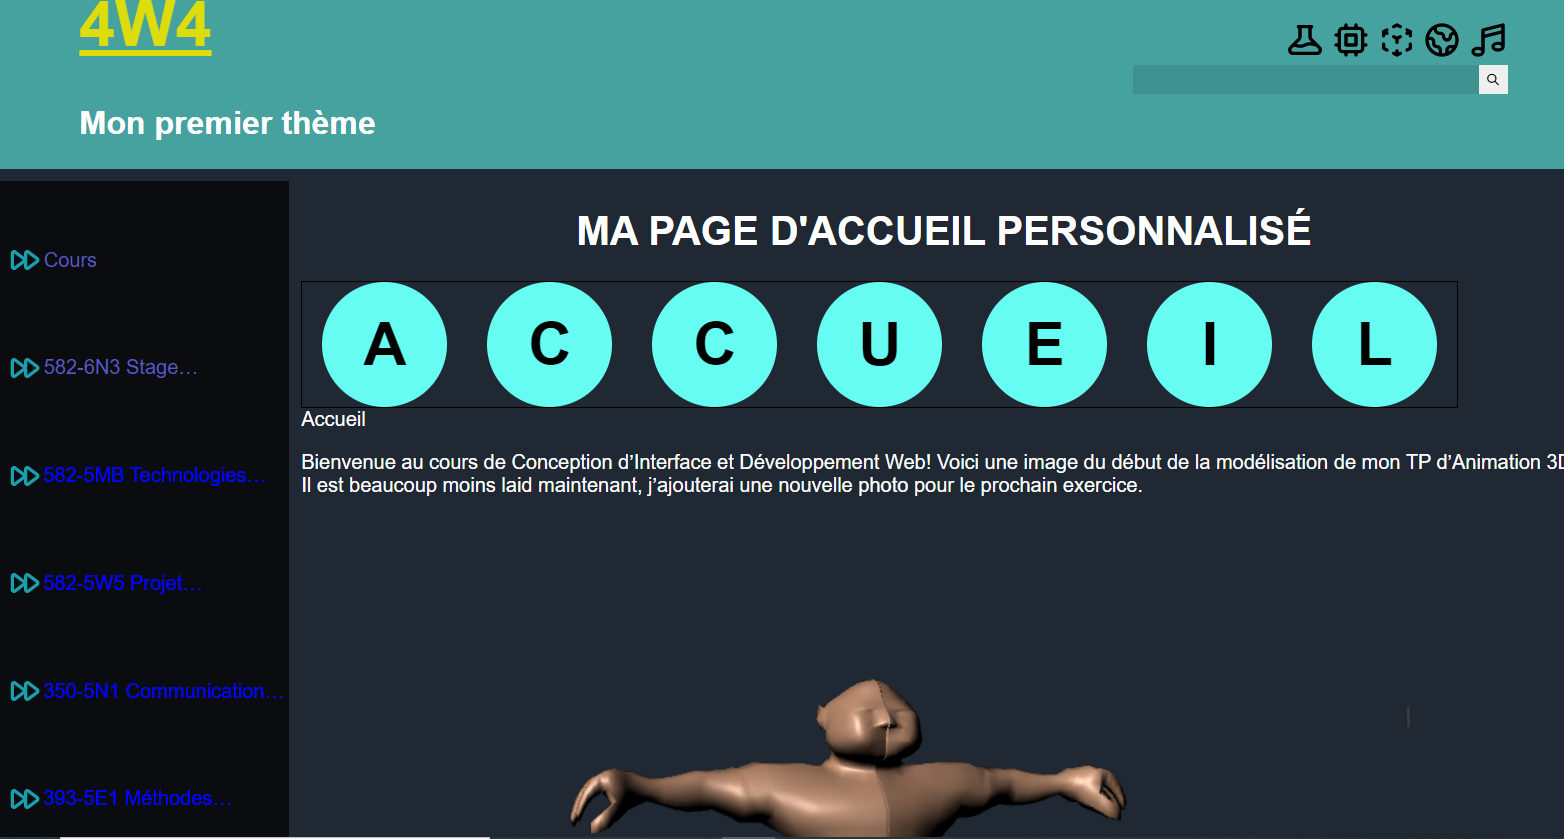 4W4
Mon premier thème
Cours
582-6N3 Stage…
582-5MB Technologies…
582-5W5 Projet…
350-5N1 Communication…
393-5E1 Méthodes…
MA PAGE D'ACCUEIL PERSONNALISÉ
A C C U E I L
Accueil
Bienvenue au cours de Conception d’Interface et Développement Web! Voici une image du début de la modélisation de mon TP d’Animation 3D
Il est beaucoup moins laid maintenant, j’ajouterai une nouvelle photo pour le prochain exercice.